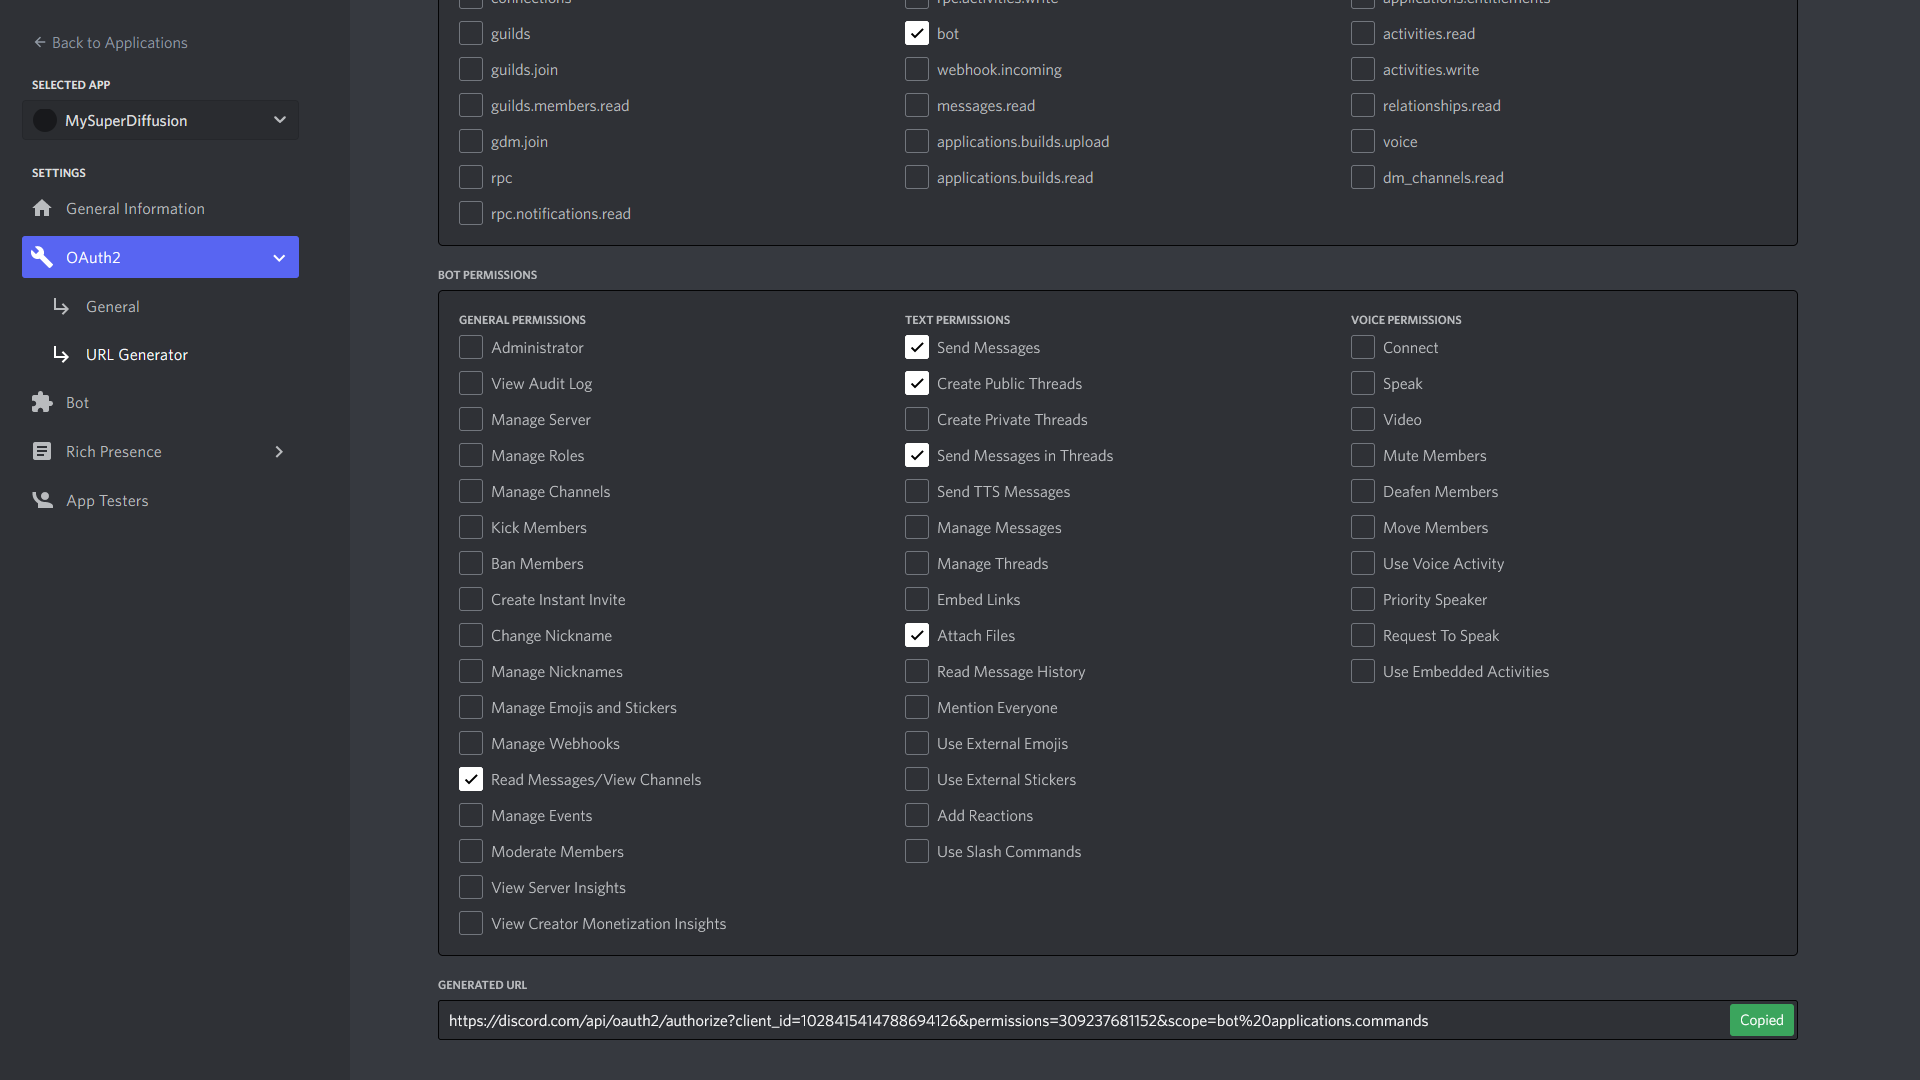 Back to Applications
SELECTED APP
MySuperDiffusion
SETTINGS
General Information
OAuth2
General
URL Generator
Bot
Rich Presence
App Testers
connections
guilds
guilds.join
guilds.members.read
gdm.join
rpc
rpc.notifications.read
rpc.activities.write
bot
webhook.incoming
messages.read
applications.builds.upload
applications.builds.read
applications.entitlements
activities.read
activities.write
relationships.read
voice
dm_channels.read
BOT PERMISSIONS
GENERAL PERMISSIONS
Administrator
View Audit Log
Manage Server
Manage Roles
Manage Channels
Kick Members
Ban Members
Create Instant Invite
Change Nickname
Manage Nicknames
Manage Emojis and Stickers
Manage Webhooks
Read Messages/View Channels
Manage Events
Moderate Members
View Server Insights
View Creator Monetization Insights
TEXT PERMISSIONS
Send Messages
Create Public Threads
Create Private Threads
Send Messages in Threads
Send TTS Messages
Manage Messages
Manage Threads
Embed Links
Attach Files
Read Message History
Mention Everyone
Use External Emojis
Use External Stickers
Add Reactions
Use Slash Commands
VOICE PERMISSIONS
Connect
Speak
Video
Mute Members
Deafen Members
Move Members
Use Voice Activity
Priority Speaker
Request To Speak
Use Embedded Activities
GENERATED URL
https://discord.com/api/oauth2/authorize?client_id=1028415414788694126&permissions=309237681152&scope=bot%20applications.commands
Copied